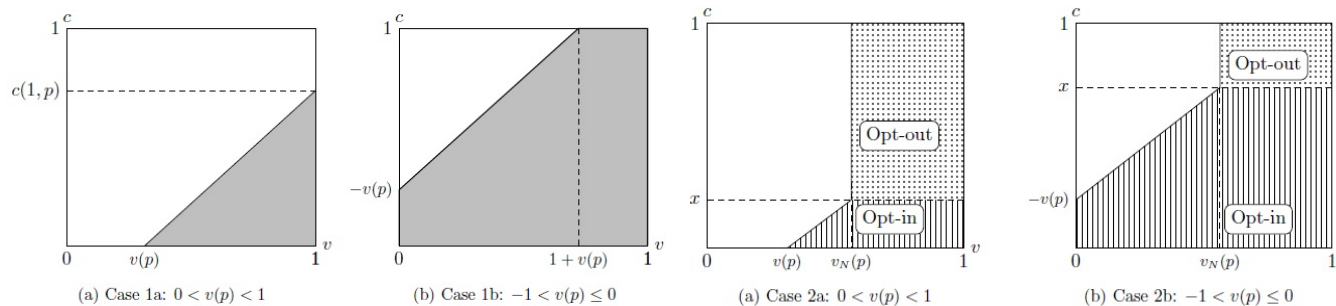 c
1
c(1, p)
0
v(p)
1
v
(a) Case 1a: 0 < v(p) < 1
c
1
−v(p)
0
1 + v(p)
1
v
(b) Case 1b: −1 < v(p) ≤ 0
c
1
Opt-out
x
Opt-in
0
v(p)
v_N(p)
1
v
(a) Case 2a: 0 < v(p) < 1
c
1
Opt-out
x
−v(p)
Opt-in
0
v_N(p)
1
v
(b) Case 2b: −1 < v(p) ≤ 0